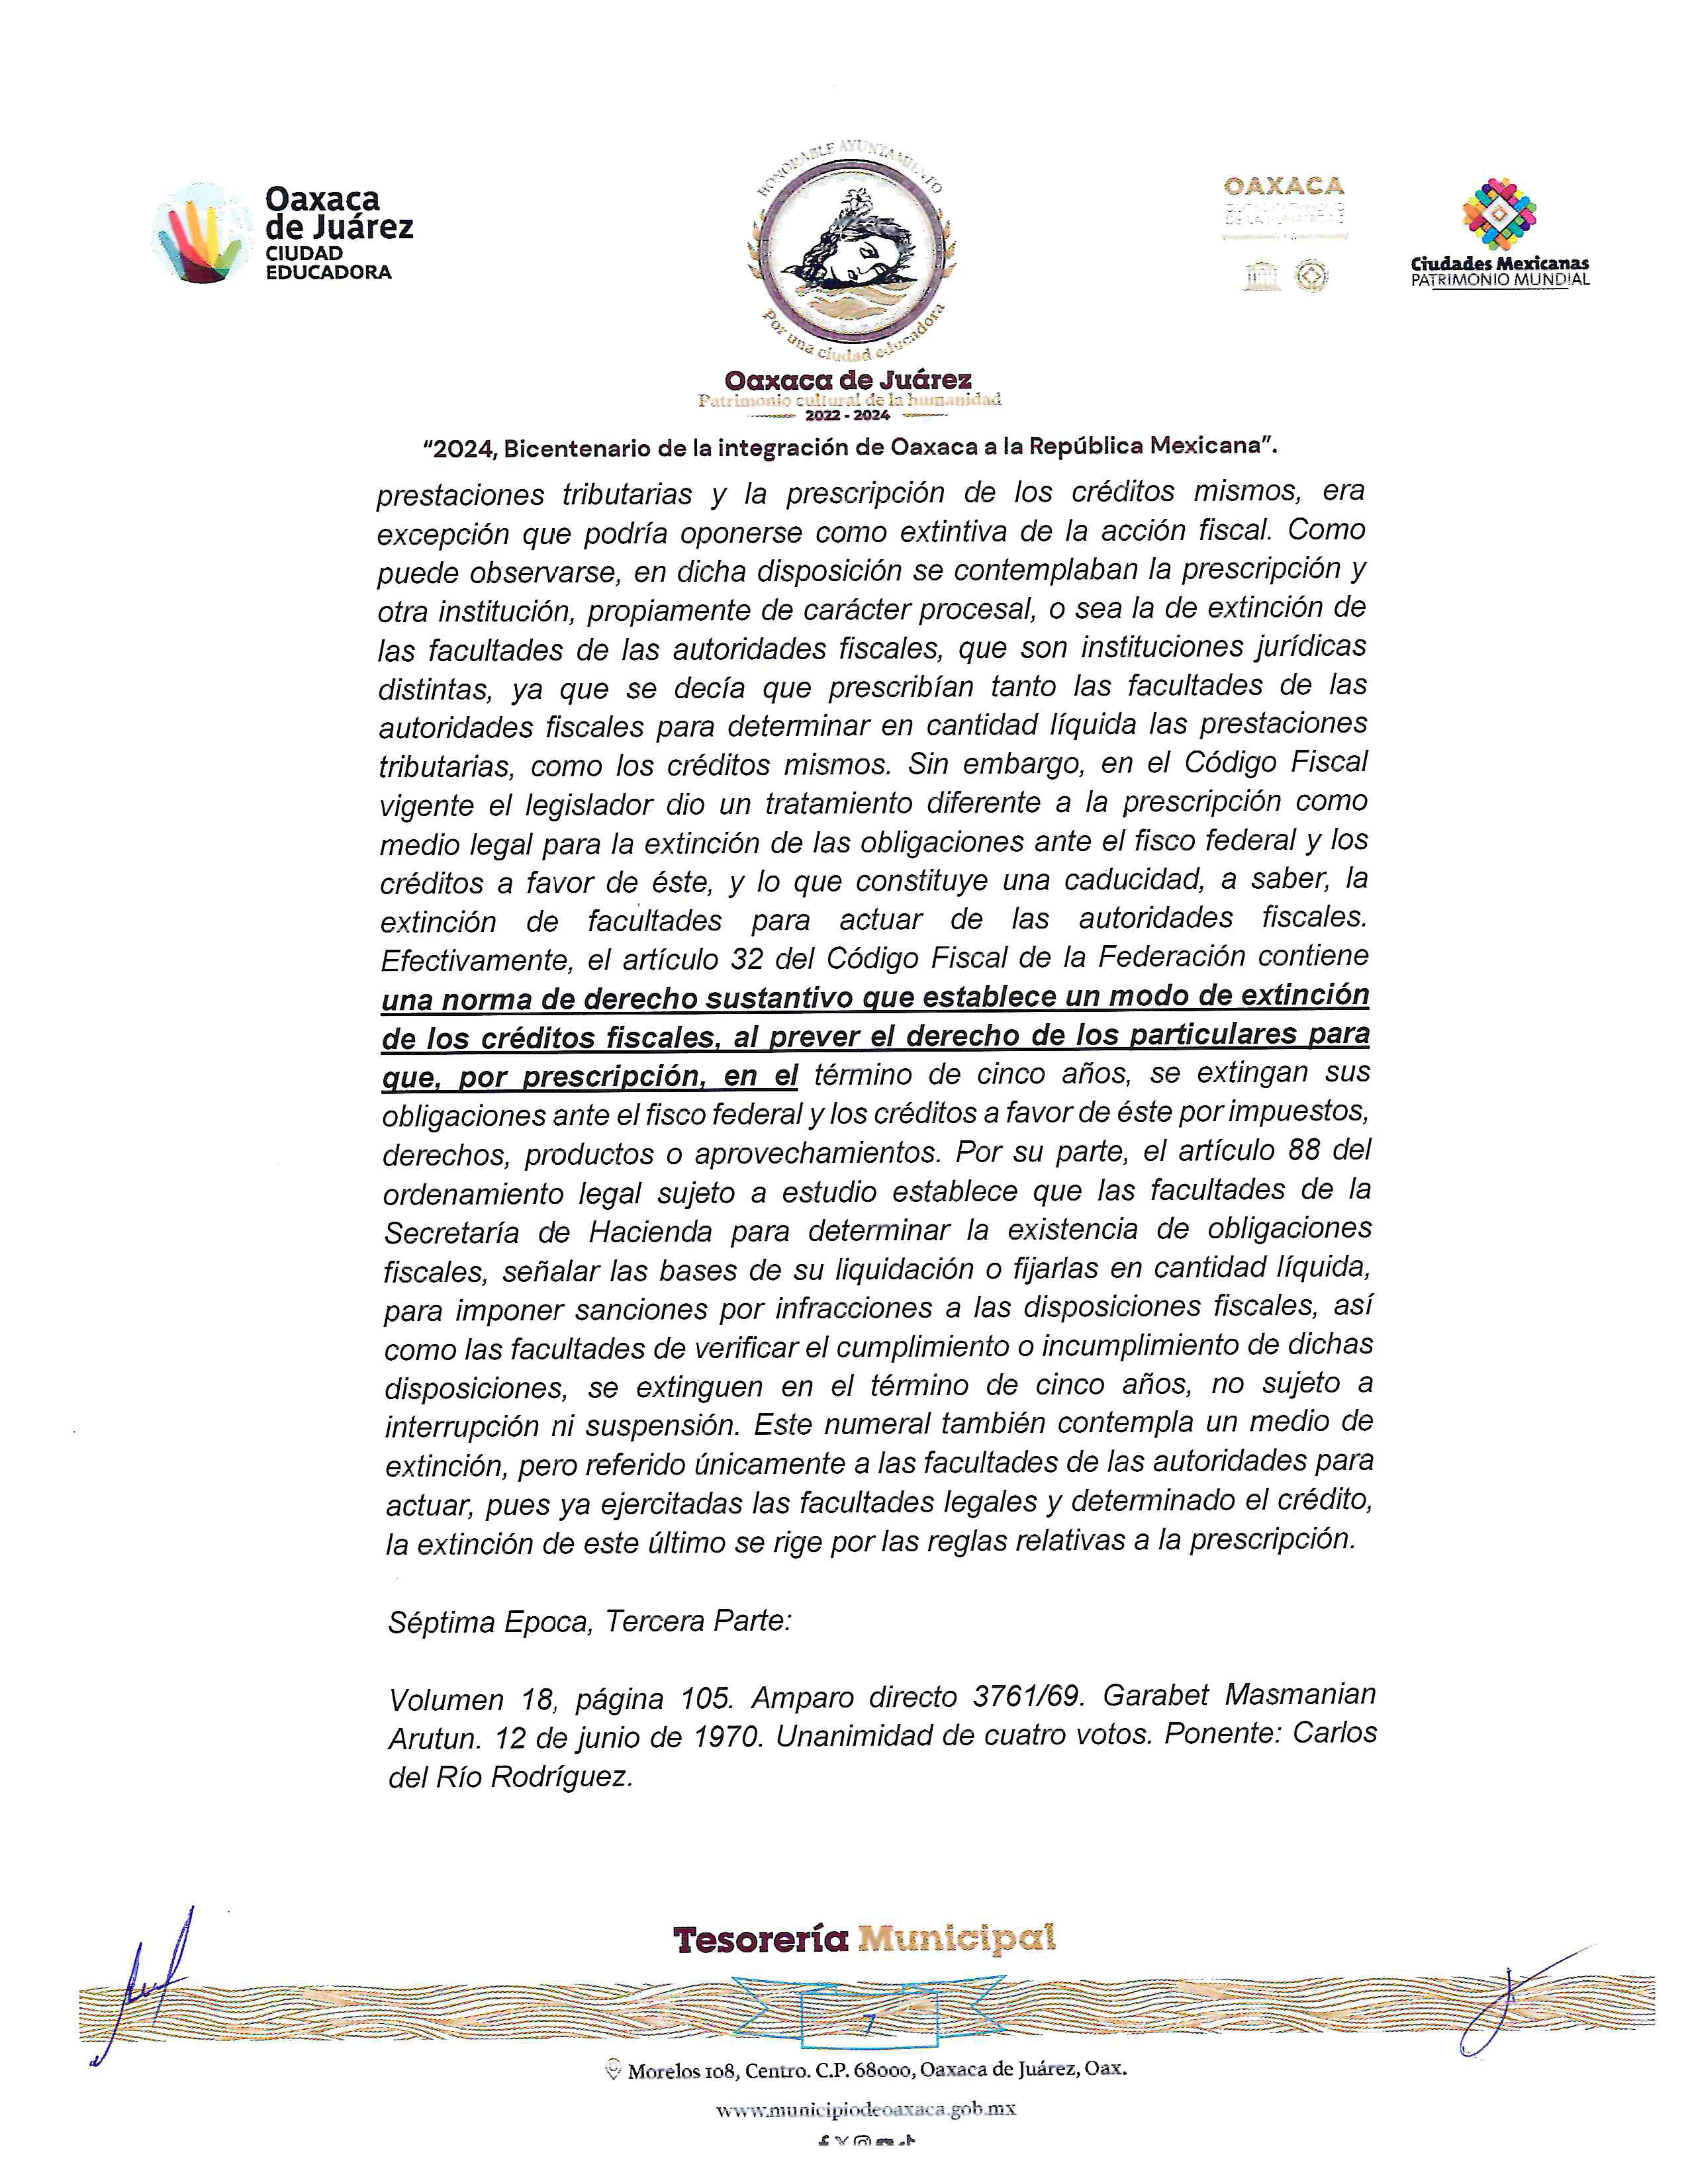 Oaxaca
de Juárez
CIUDAD
EDUCADORA
HONORABLE AYUNTAMIENTO
Por una ciudad educadora
Oaxaca de Juárez
Patrimonio cultural de la humanidad
2022 - 2024
OAXACA
Ciudades Mexicanas
PATRIMONIO MUNDIAL
“2024, Bicentenario de la integración de Oaxaca a la República Mexicana”.
prestaciones tributarias y la prescripción de los créditos mismos, era
excepción que podría oponerse como extintiva de la acción fiscal. Como
puede observarse, en dicha disposición se contemplaban la prescripción y
otra institución, propiamente de carácter procesal, o sea la de extinción de
las facultades de las autoridades fiscales, que son instituciones jurídicas
distintas, ya que se decía que prescribían tanto las facultades de las
autoridades fiscales para determinar en cantidad líquida las prestaciones
tributarias, como los créditos mismos. Sin embargo, en el Código Fiscal
vigente el legislador dio un tratamiento diferente a la prescripción como
medio legal para la extinción de las obligaciones ante el fisco federal y los
créditos a favor de éste, y lo que constituye una caducidad, a saber, la
extinción de facultades para actuar de las autoridades fiscales.
Efectivamente, el artículo 32 del Código Fiscal de la Federación contiene
una norma de derecho sustantivo que establece un modo de extinción
de los créditos fiscales, al prever el derecho de los particulares para
que, por prescripción, en el término de cinco años, se extingan sus
obligaciones ante el fisco federal y los créditos a favor de éste por impuestos,
derechos, productos o aprovechamientos. Por su parte, el artículo 88 del
ordenamiento legal sujeto a estudio establece que las facultades de la
Secretaría de Hacienda para determinar la existencia de obligaciones
fiscales, señalar las bases de su liquidación o fijarlas en cantidad líquida,
para imponer sanciones por infracciones a las disposiciones fiscales, así
como las facultades de verificar el cumplimiento o incumplimiento de dichas
disposiciones, se extinguen en el término de cinco años, no sujeto a
interrupción ni suspensión. Este numeral también contempla un medio de
extinción, pero referido únicamente a las facultades de las autoridades para
actuar, pues ya ejercitadas las facultades legales y determinado el crédito,
la extinción de este último se rige por las reglas relativas a la prescripción.
Séptima Epoca, Tercera Parte:
Volumen 18, página 105. Amparo directo 3761/69. Garabet Masmanian
Arutun. 12 de junio de 1970. Unanimidad de cuatro votos. Ponente: Carlos
del Río Rodríguez.
Tesorería Municipal
7
Morelos 108, Centro. C.P. 68000, Oaxaca de Juárez, Oax.
www.municipiodeoaxaca.gob.mx